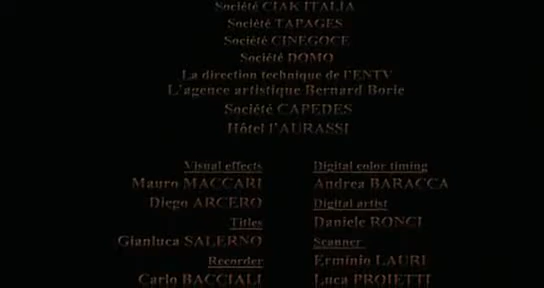 Société CIAK ITALIA
Société TAPAGES
Société CINEGOCE
Société DOMO
La direction technique de l'ENTV
L'agence artistique Bernard Borie
Société CAPEDES
Hôtel l'AURASSI
Visual effects
Mauro MACCARI
Diego ARCERO
Titles
Gianluca SALERNO
Recorder
Carlo BACCIALI
Digital color timing
Andrea BARACCA
Digital artist
Daniele RONCI
Scanner
Erminio LAURI
Luca PROIETTI